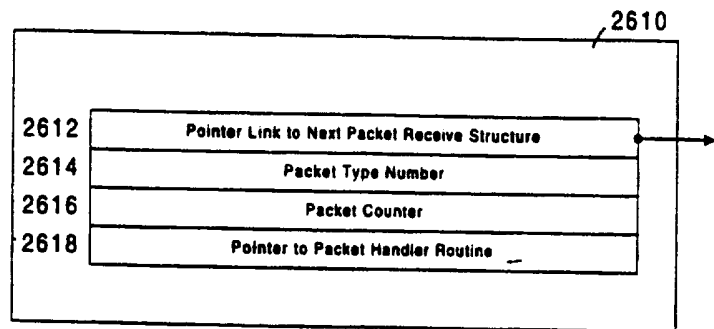 2610
2612 Pointer Link to Next Packet Receive Structure
2614 Packet Type Number
2616 Packet Counter
2618 Pointer to Packet Handler Routine